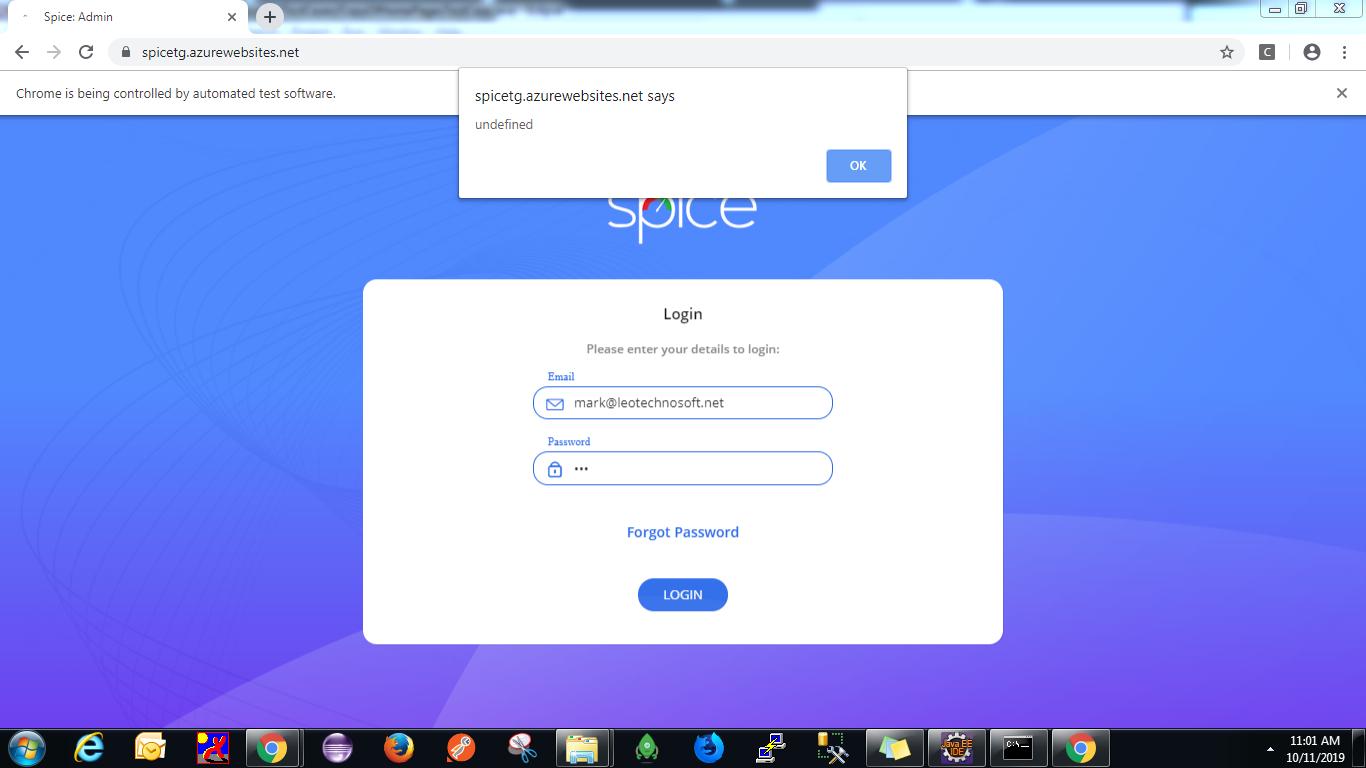 Spice: Admin
spicetg.azurewebsites.net
C
Chrome is being controlled by automated test software.
spicetg.azurewebsites.net says
undefined
OK
spice
Login
Please enter your details to login:
Email
mark@leotechnosoft.net
Password
•••
Forgot Password
LOGIN
Java EE
IDE
C:\
11:01 AM
10/11/2019